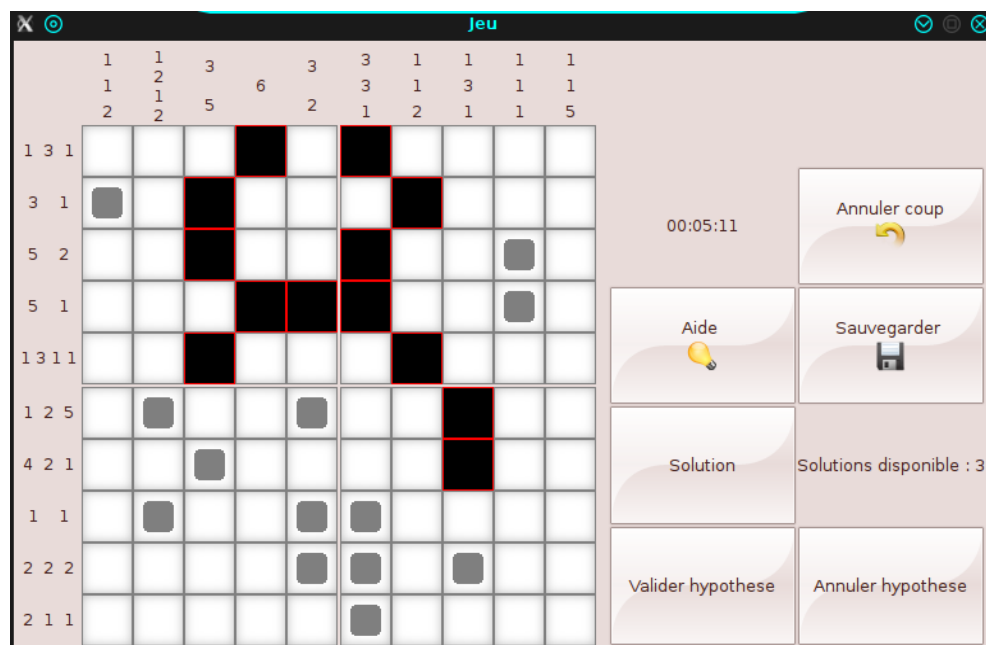 Jeu
1 1 3 3 3 1 1 1 1
1 2 6 3 1 3 1 1
1 5 2
2 2 1 2 1 1 5
1 3 1
3 1
00:05:11
Annuler coup
5 2
5 1
Aide
Sauvegarder
1 3 1 1
1 2 5
4 2 1
Solution
Solutions disponible : 3
1 1
2 2 2
Valider hypothese
Annuler hypothese
2 1 1